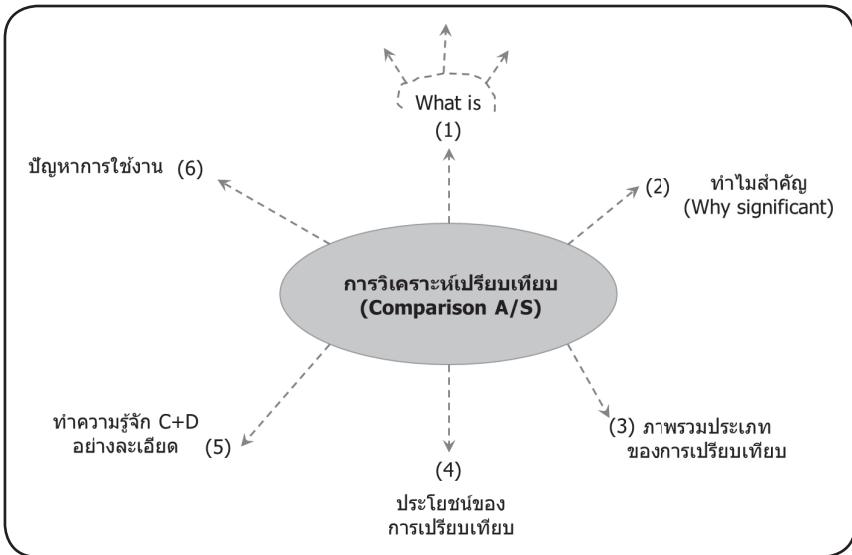 What is
(1)
(2) ทำไมสำคัญ
(Why significant)
(3) ภาพรวมประเภท
ของการเปรียบเทียบ
(4)
ประโยชน์ของ
การเปรียบเทียบ
ทำความรู้จัก C+D
อย่างละเอียด (5)
ปัญหาการใช้งาน (6)
การวิเคราะห์เปรียบเทียบ
(Comparison A/S)